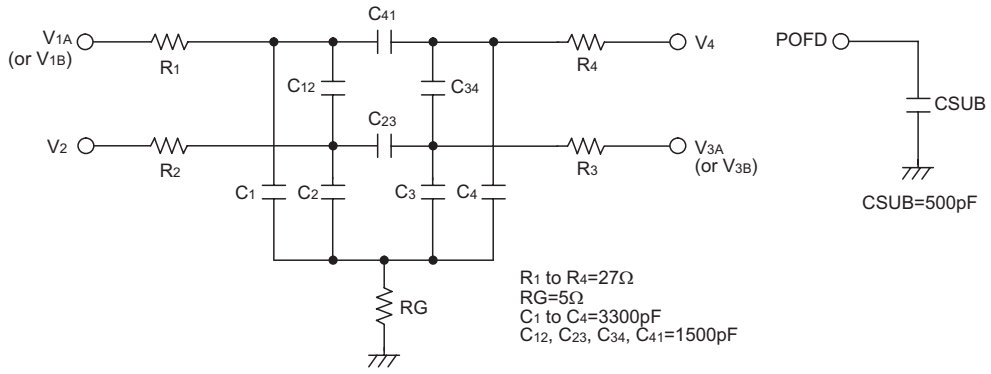 C41
V1A
(or V1B)
R1
R4
V4
POFD
C12
C34
CSUB
C23
V2
R2
R3
V3A
(or V3B)
C1
C2
C3
C4
CSUB=500pF
RG
R1 to R4=27Ω
RG=5Ω
C1 to C4=3300pF
C12, C23, C34, C41=1500pF